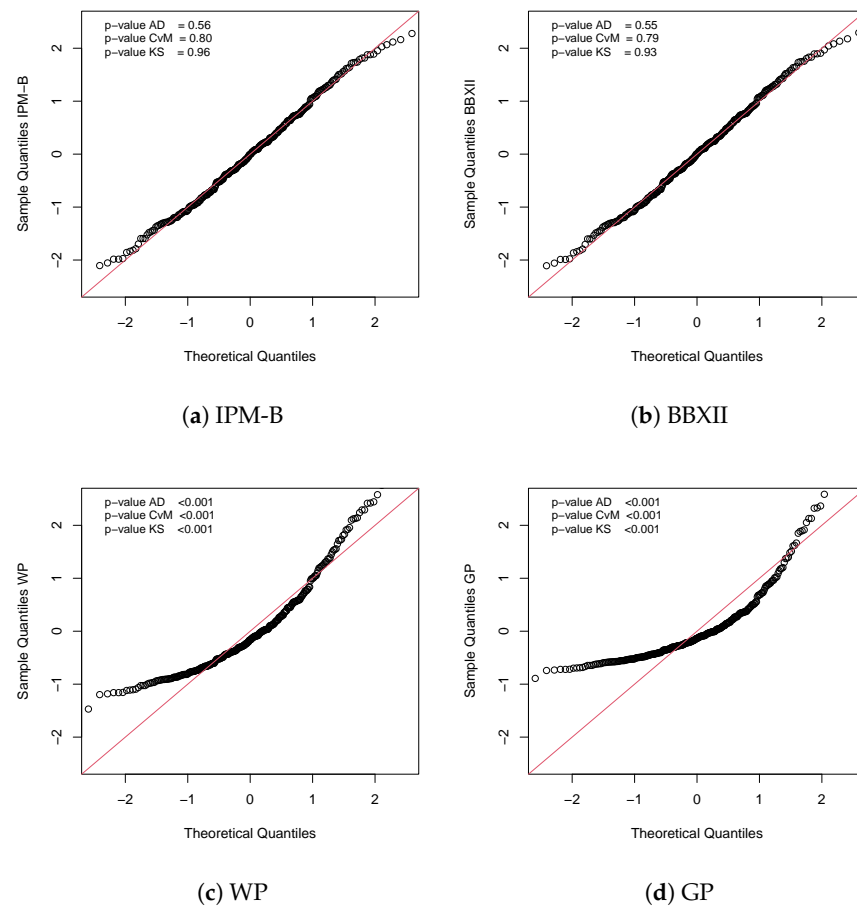 p−value AD = 0.56
p−value CvM = 0.80
p−value KS = 0.96
Sample Quantiles IPM−B
2
1
0
−1
−2
−2 −1 0 1 2
Theoretical Quantiles
(a) IPM-B
p−value AD = 0.55
p−value CvM = 0.79
p−value KS = 0.93
Sample Quantiles BBXII
2
1
0
−1
−2
−2 −1 0 1 2
Theoretical Quantiles
(b) BBXII
p−value AD <0.001
p−value CvM <0.001
p−value KS <0.001
Sample Quantiles WP
2
1
0
−1
−2
−2 −1 0 1 2
Theoretical Quantiles
(c) WP
p−value AD <0.001
p−value CvM <0.001
p−value KS <0.001
Sample Quantiles GP
2
1
0
−1
−2
−2 −1 0 1 2
Theoretical Quantiles
(d) GP